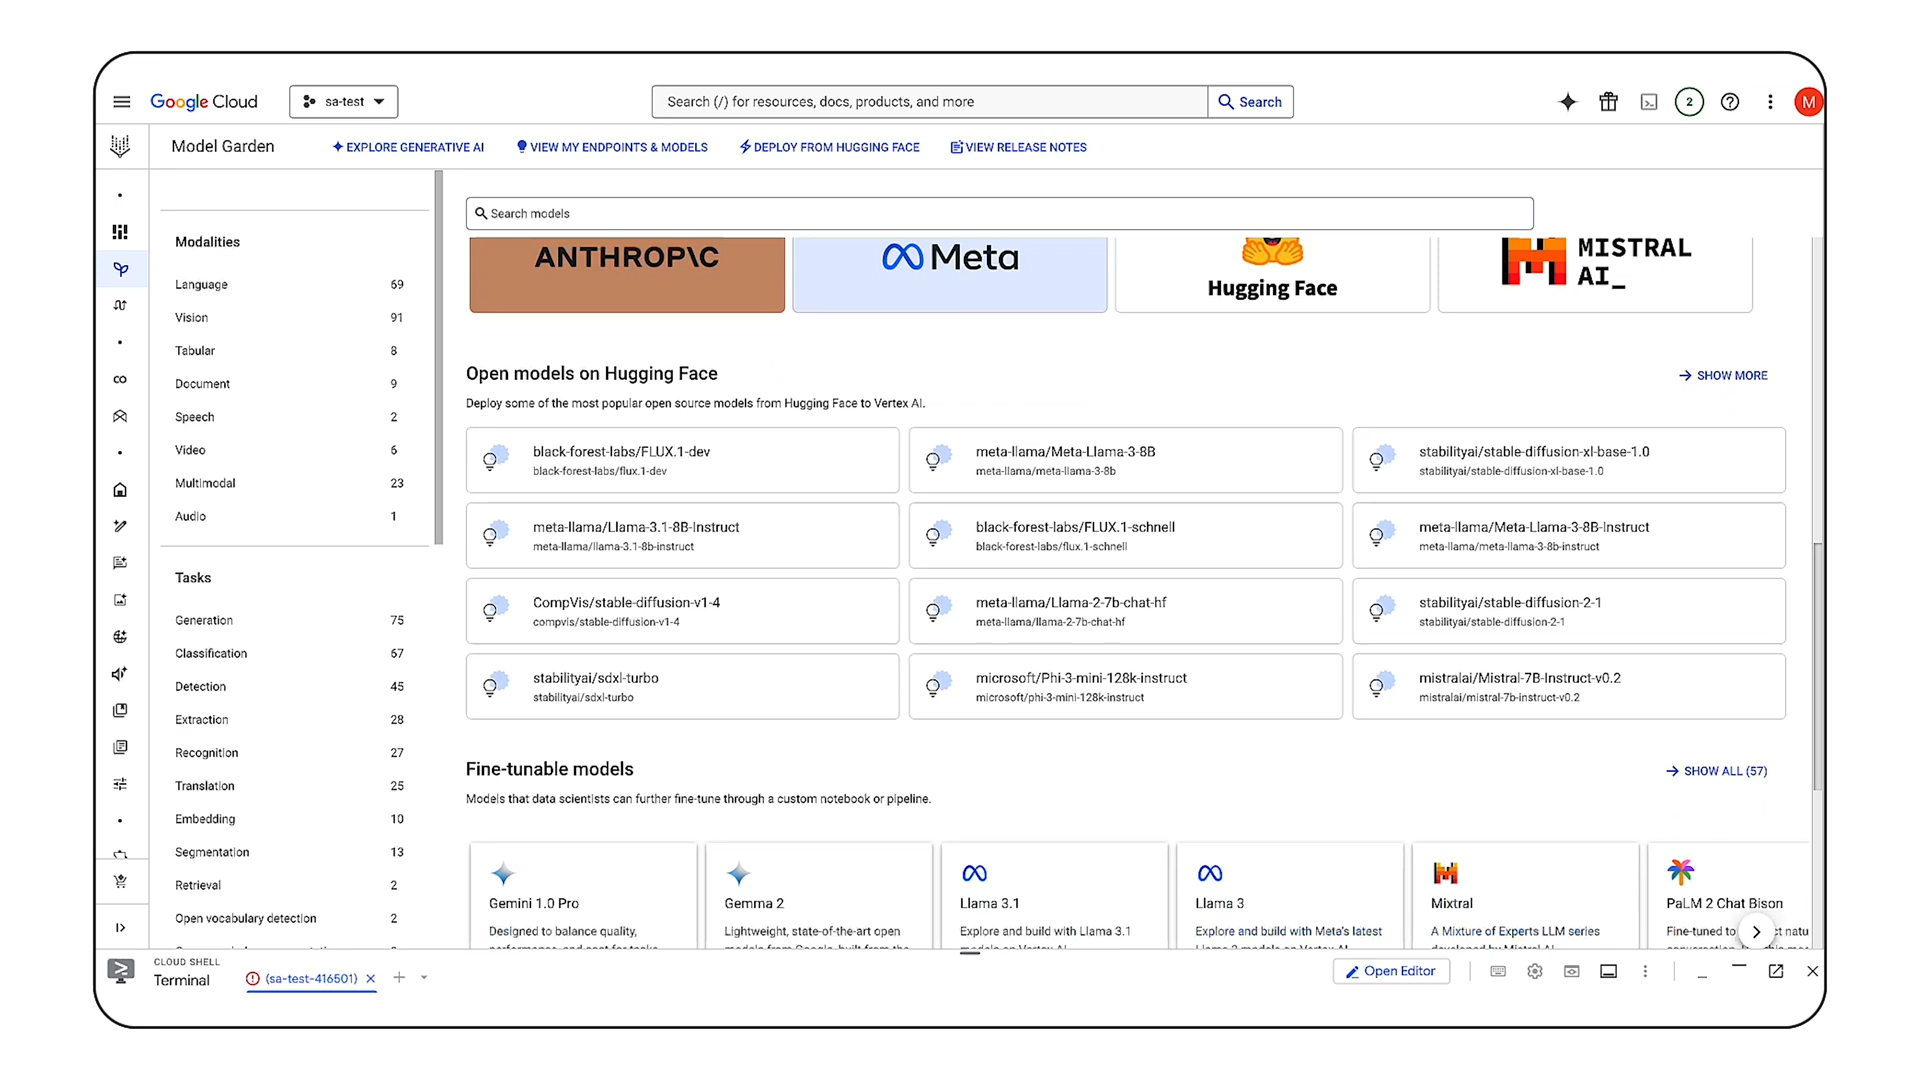 Google Cloud
sa-test
Search (/) for resources, docs, products, and more
Search
2
M
Model Garden
EXPLORE GENERATIVE AI
VIEW MY ENDPOINTS & MODELS
DEPLOY FROM HUGGING FACE
VIEW RELEASE NOTES
Modalities
Language 69
Vision 91
Tabular 8
Document 9
Speech 2
Video 6
Multimodal 23
Audio 1
Tasks
Generation 75
Classification 67
Detection 45
Extraction 28
Recognition 27
Translation 25
Embedding 10
Segmentation 13
Retrieval 2
Open vocabulary detection 2
Search models
ANTHROP\C
Meta
Hugging Face
MISTRAL
AI_
Open models on Hugging Face
SHOW MORE
Deploy some of the most popular open source models from Hugging Face to Vertex AI.
black-forest-labs/FLUX.1-dev
black-forest-labs/flux.1-dev
meta-llama/Meta-Llama-3-8B
meta-llama/meta-llama-3-8b
stabilityai/stable-diffusion-xl-base-1.0
stabilityai/stable-diffusion-xl-base-1.0
meta-llama/Llama-3.1-8B-Instruct
meta-llama/llama-3.1-8b-instruct
black-forest-labs/FLUX.1-schnell
black-forest-labs/flux.1-schnell
meta-llama/Meta-Llama-3-8B-Instruct
meta-llama/meta-llama-3-8b-instruct
CompVis/stable-diffusion-v1-4
compvis/stable-diffusion-v1-4
meta-llama/Llama-2-7b-chat-hf
meta-llama/llama-2-7b-chat-hf
stabilityai/stable-diffusion-2-1
stabilityai/stable-diffusion-2-1
stabilityai/sdxl-turbo
stabilityai/sdxl-turbo
microsoft/Phi-3-mini-128k-instruct
microsoft/phi-3-mini-128k-instruct
mistralai/Mistral-7B-Instruct-v0.2
mistralai/mistral-7b-instruct-v0.2
Fine-tunable models
SHOW ALL (57)
Models that data scientists can further fine-tune through a custom notebook or pipeline.
Gemini 1.0 Pro
Designed to balance quality,
Gemma 2
Lightweight, state-of-the-art open
Llama 3.1
Explore and build with Llama 3.1
Llama 3
Explore and build with Meta's latest
Mixtral
A Mixture of Experts LLM series
PaLM 2 Chat Bison
Fine-tuned to
CLOUD SHELL
Terminal
(sa-test-416501)
Open Editor